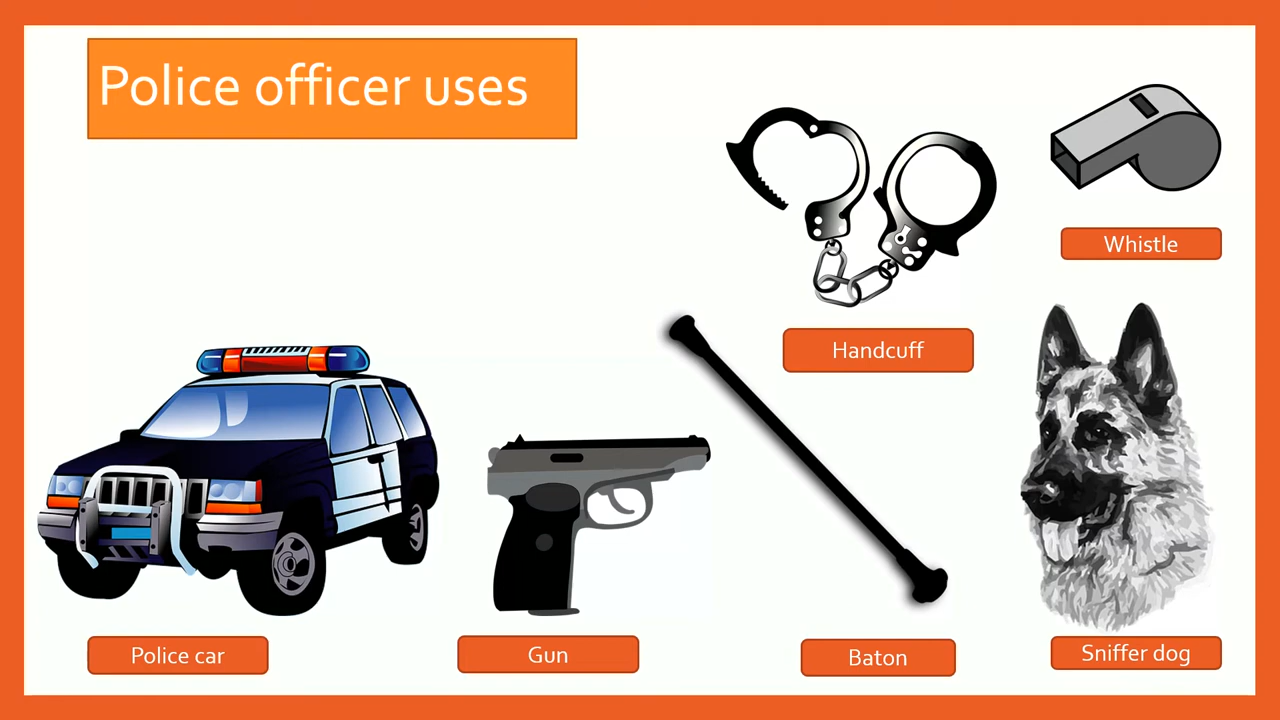 Police officer uses
Whistle
Handcuff
Police car
Gun
Baton
Sniffer dog